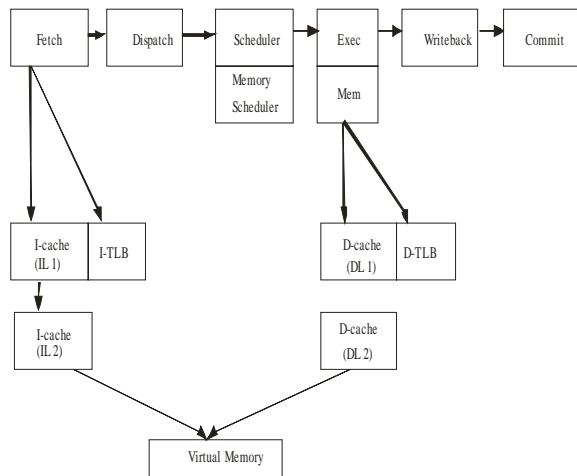 Fetch
Dispatch
Scheduler
Exec
Writeback
Commit
Memory
Scheduler
Mem
I-cache
(IL 1)
I-TLB
D-cache
(DL 1)
D-TLB
I-cache
(IL 2)
D-cache
(DL 2)
Virtual Memory